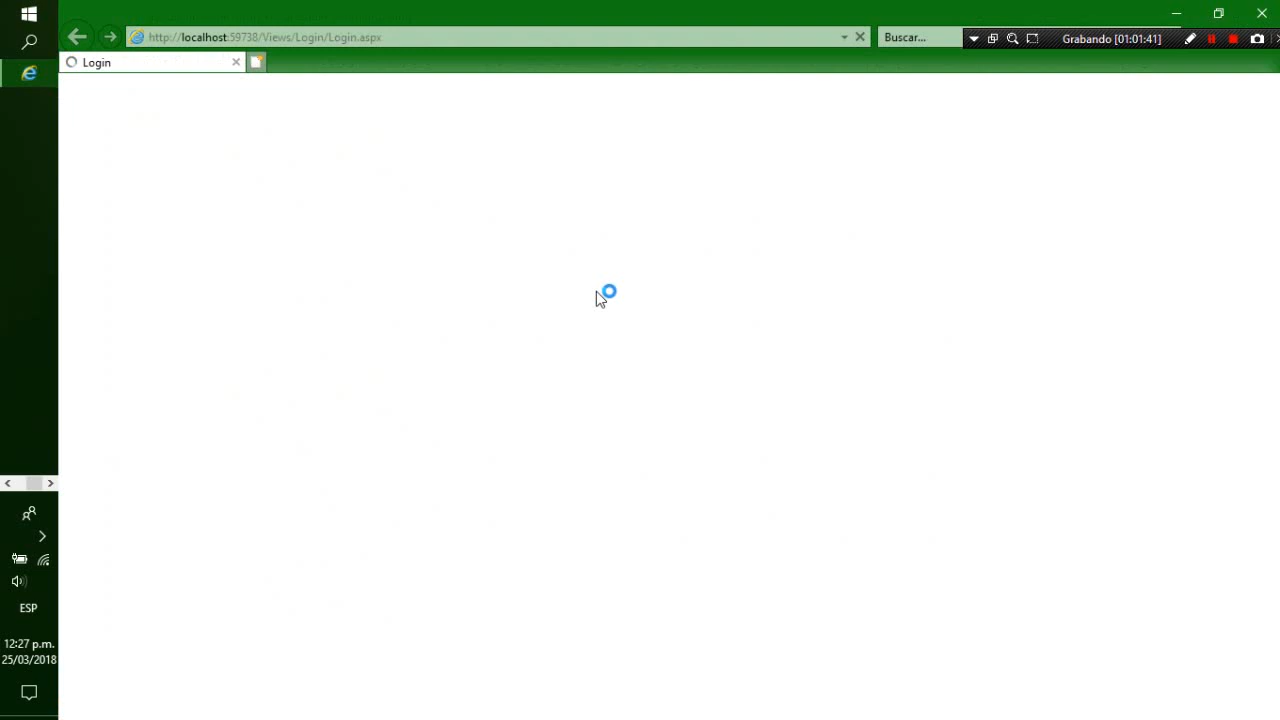 http://localhost:59738/Views/Login/Login.aspx
Buscar...
Grabando [01:01:41]
Login
ESP
12:27 p.m.
25/03/2018